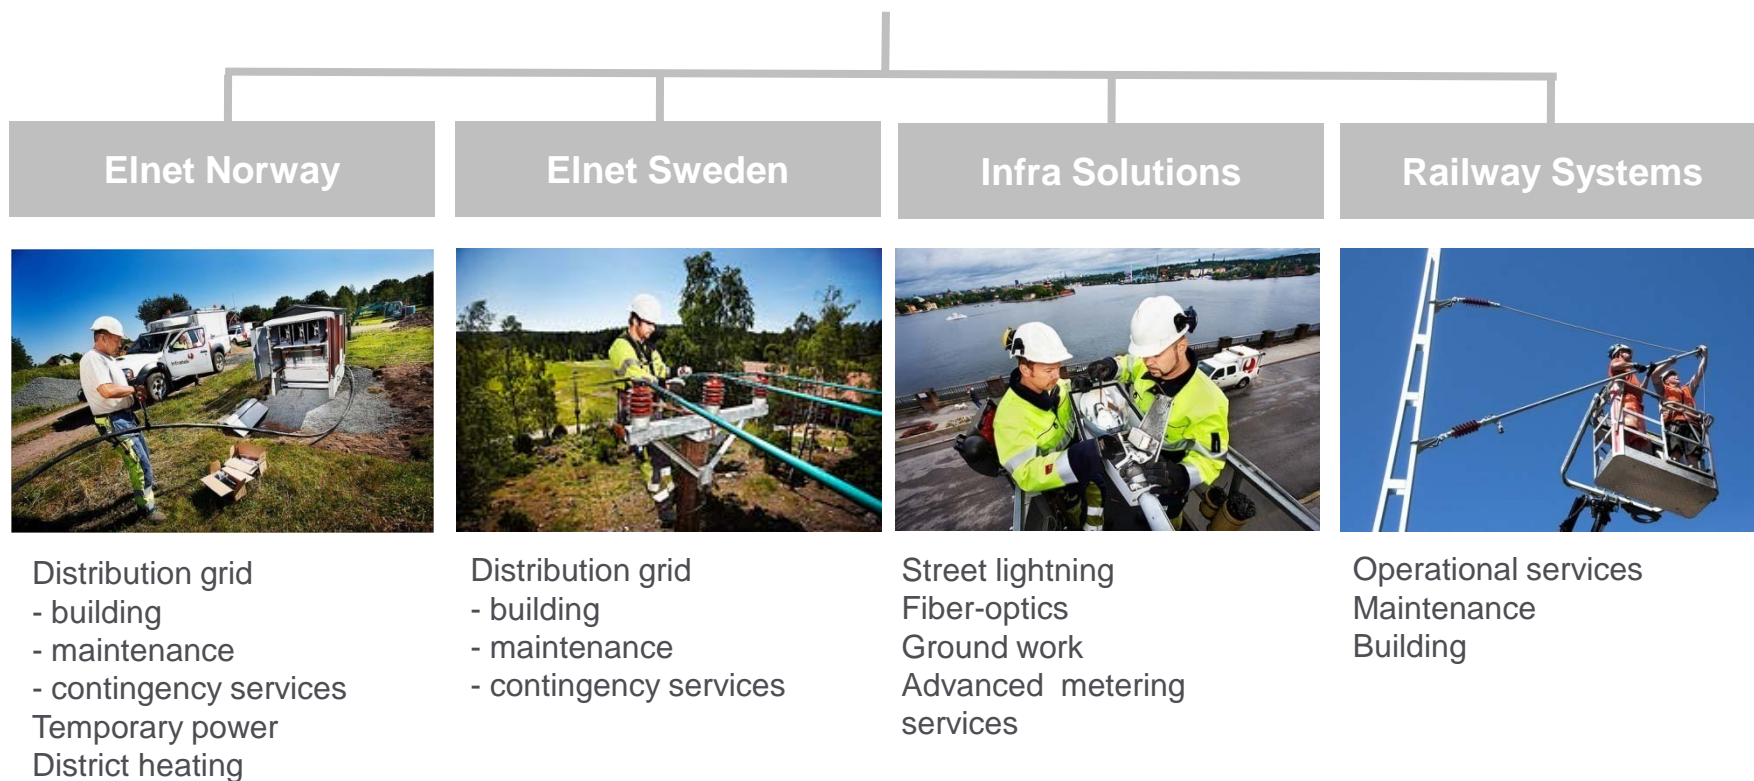 Elnet Norway
Elnet Sweden
Infra Solutions
Railway Systems
Infratek
Distribution grid
- building
- maintenance
- contingency services
Temporary power
District heating
Distribution grid
- building
- maintenance
- contingency services
Street lightning
Fiber-optics
Ground work
Advanced metering
services
Operational services
Maintenance
Building